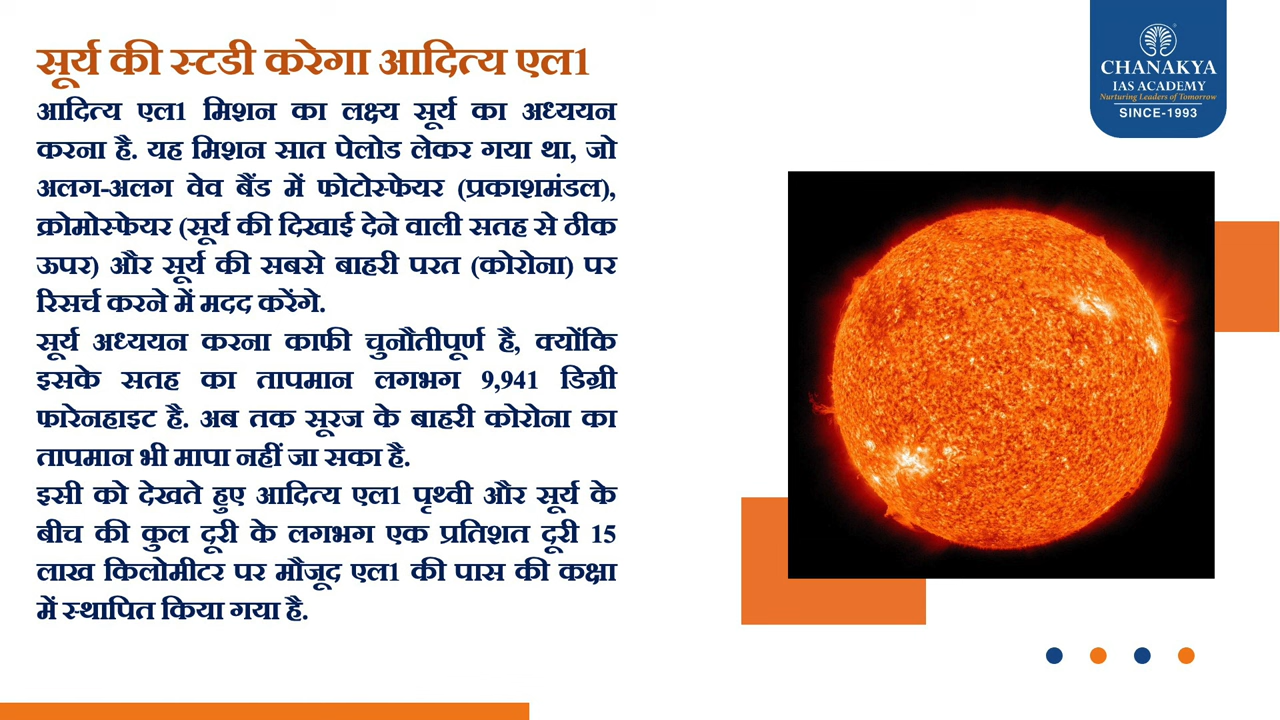 सूर्य की स्टडी करेगा आदित्य एल1
CHANAKYA
IAS ACADEMY
Nurturing Leaders of Tomorrow
SINCE-1993
आदित्य एल1 मिशन का लक्ष्य सूर्य का अध्ययन
करना है. यह मिशन सात पेलोड लेकर गया था, जो
अलग-अलग वेव बैंड में फोटोस्फेयर (प्रकाशमंडल),
क्रोमोस्फेयर (सूर्य की दिखाई देने वाली सतह से ठीक
ऊपर) और सूर्य की सबसे बाहरी परत (कोरोना) पर
रिसर्च करने में मदद करेंगे.
सूर्य अध्ययन करना काफी चुनौतीपूर्ण है, क्योंकि
इसके सतह का तापमान लगभग 9,941 डिग्री
फारेनहाइट है. अब तक सूरज के बाहरी कोरोना का
तापमान भी मापा नहीं जा सका है.
इसी को देखते हुए आदित्य एल1 पृथ्वी और सूर्य के
बीच की कुल दूरी के लगभग एक प्रतिशत दूरी 15
लाख किलोमीटर पर मौजूद एल1 की पास की कक्षा
में स्थापित किया गया है.